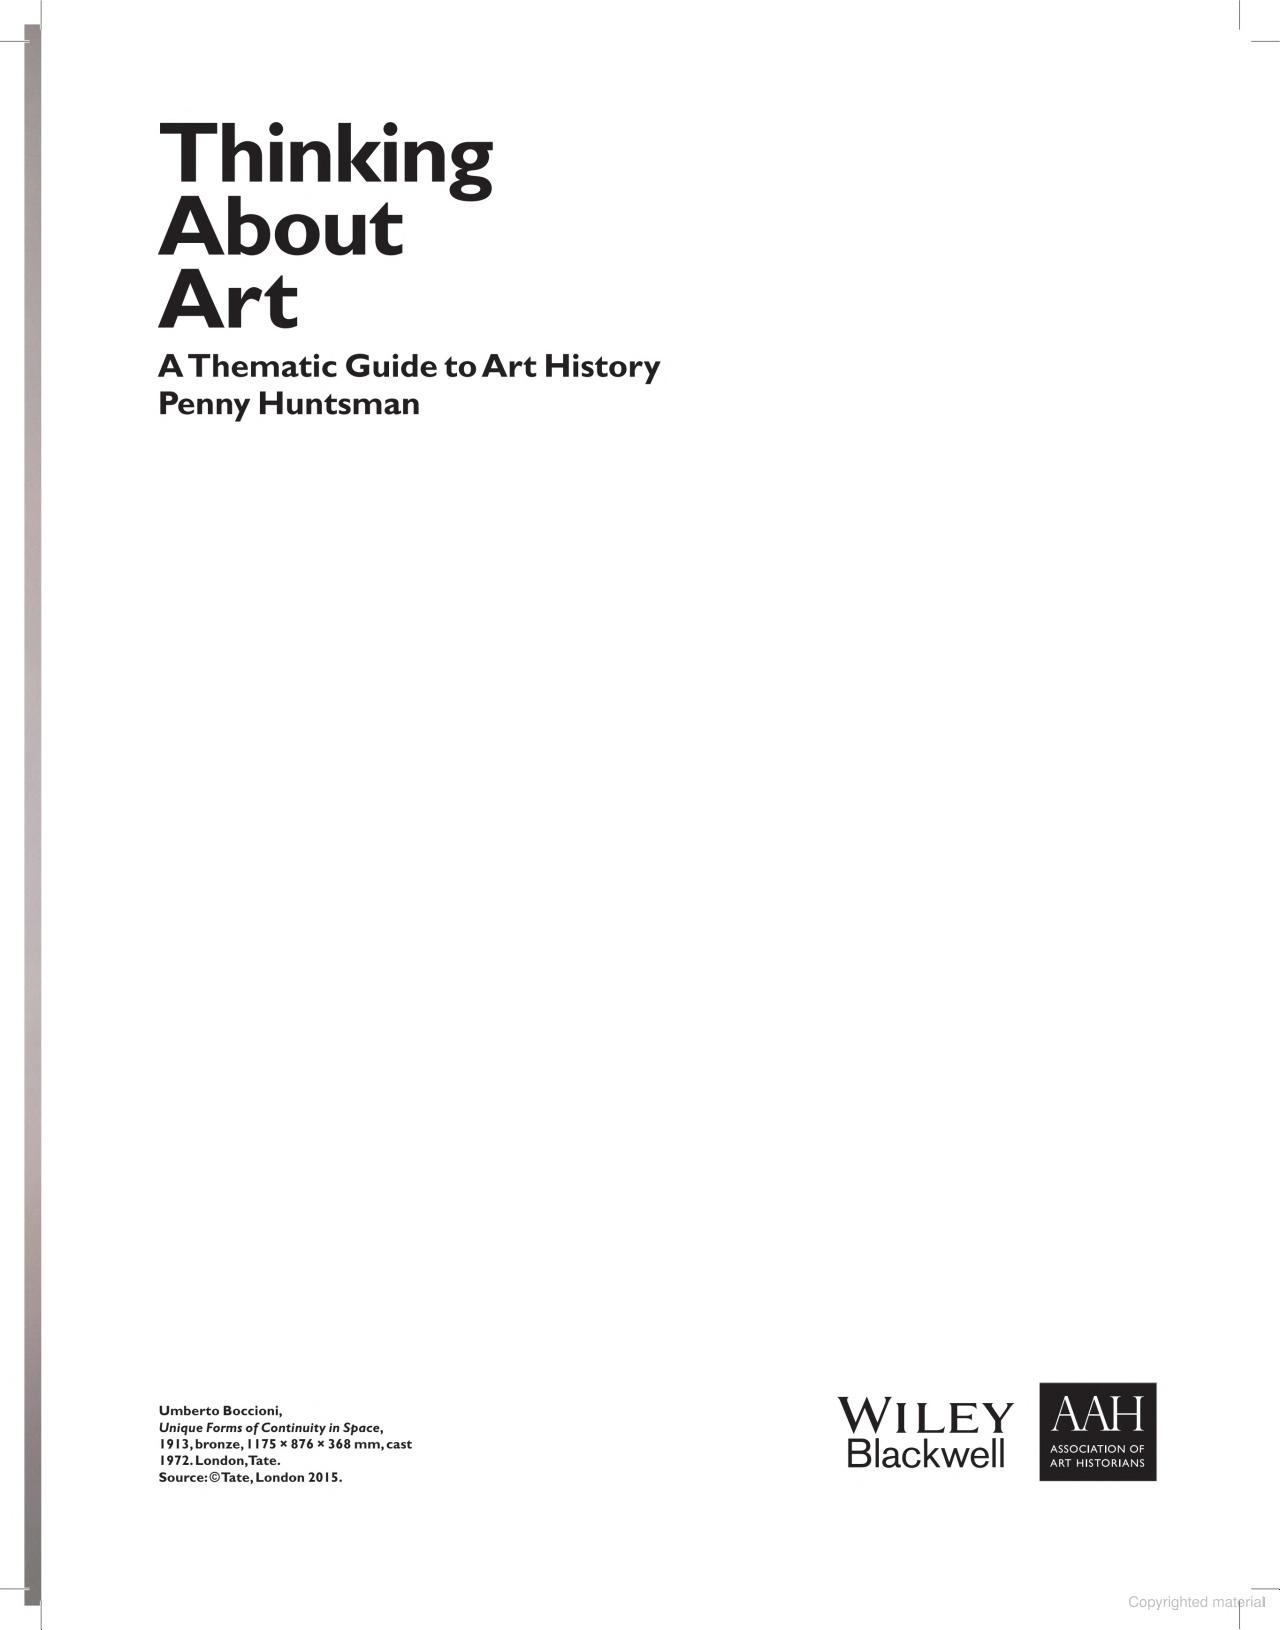 Thinking
About
Art
A Thematic Guide to Art History
Penny Huntsman
Umberto Boccioni,
Unique Forms of Continuity in Space,
1913, bronze, 1175 × 876 × 368 mm, cast
1972. London, Tate.
Source: © Tate, London 2015.
WILEY
Blackwell
AAH
ASSOCIATION OF
ART HISTORIANS
Copyrighted material